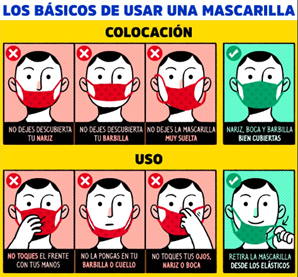 LOS BÁSICOS DE USAR UNA MASCARILLA
COLOCACIÓN
NO DEJES DESCUBIERTA
TU NARIZ
NO DEJES DESCUBIERTA
TU BARBILLA
NO DEJES LA MASCARILLA
MUY SUELTA
NARIZ, BOCA Y BARBILLA
BIEN CUBIERTAS
USO
NO TOQUES EL FRENTE
CON TUS MANOS
NO LA PONGAS EN TU
BARBILLA O CUELLO
NO TOQUES TUS OJOS,
NARIZ O BOCA
RETIRA LA MASCARILLA
DESDE LOS ELÁSTICOS